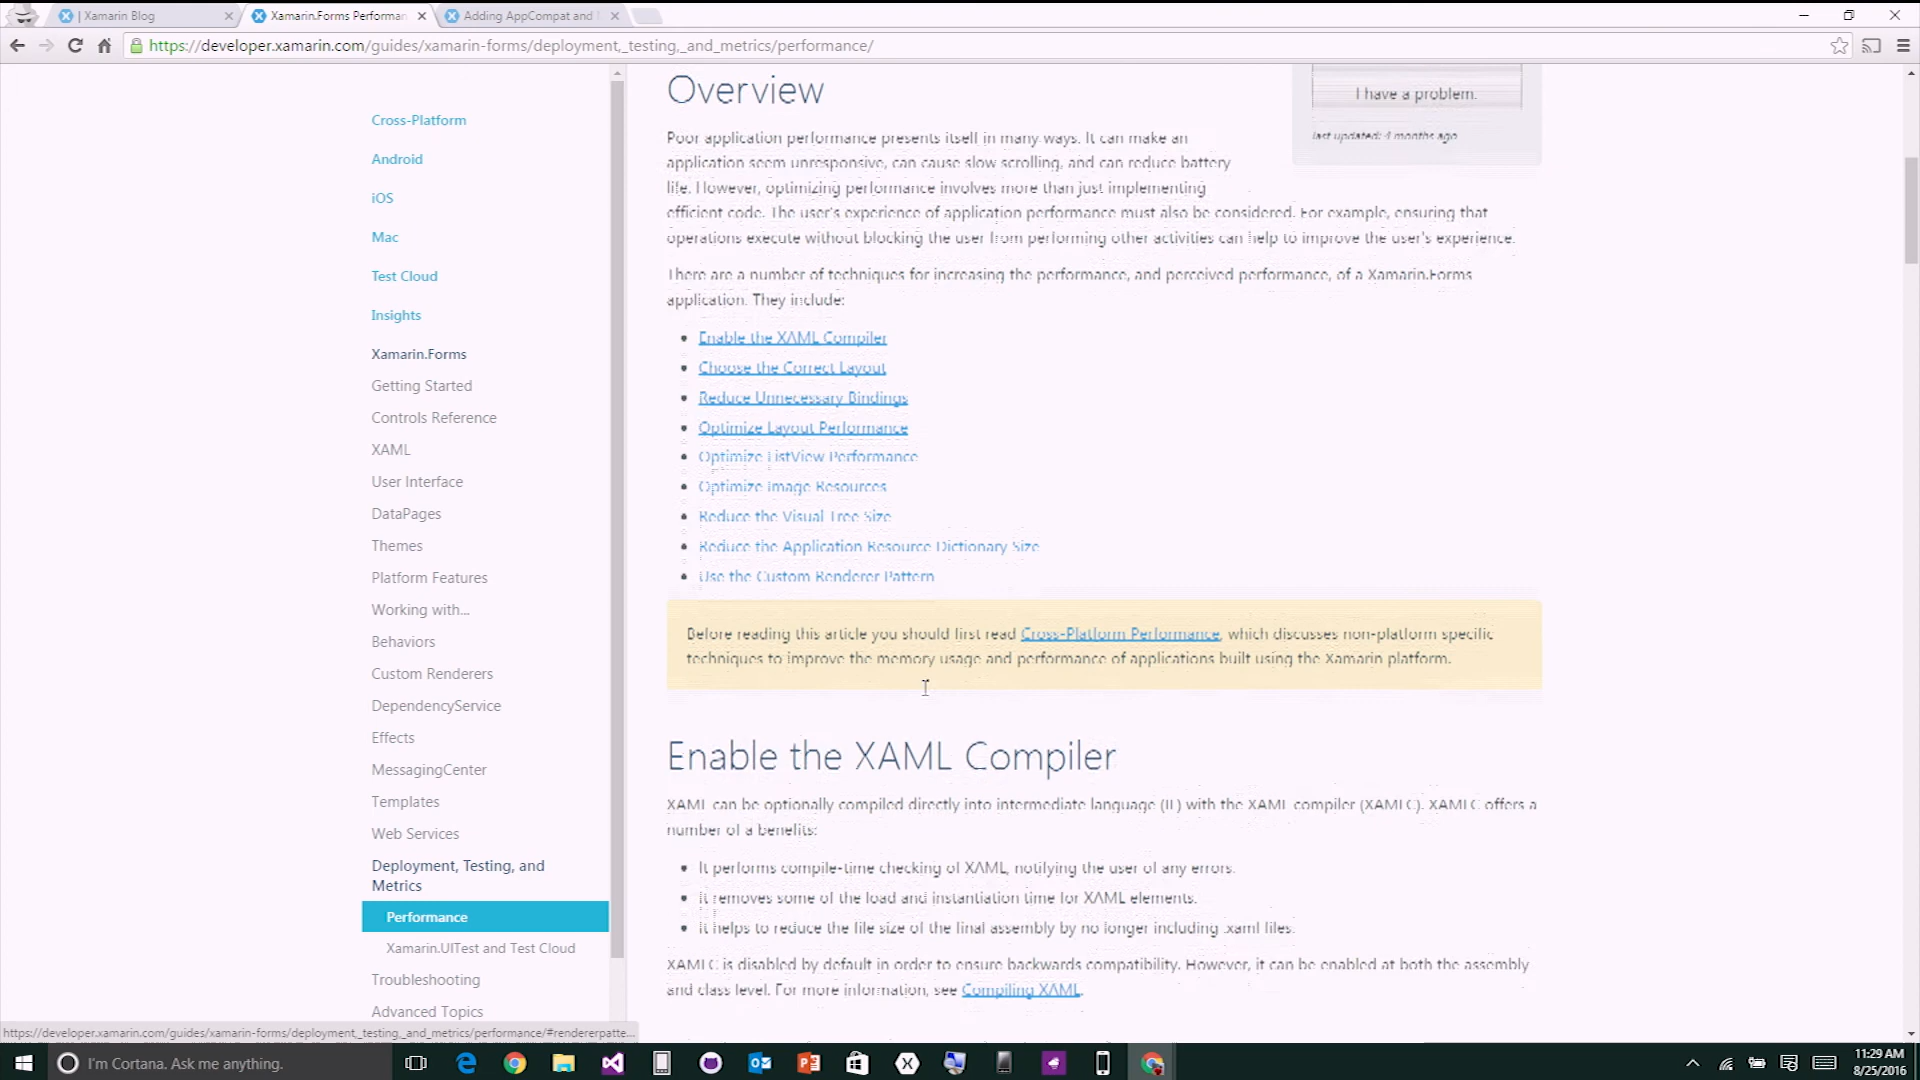 | Xamarin Blog
Xamarin.Forms Performan
Adding AppCompat and
https://developer.xamarin.com/guides/xamarin-forms/deployment,_testing,_and_metrics/performance/
Cross-Platform
Android
iOS
Mac
Test Cloud
Insights
Xamarin.Forms
Getting Started
Controls Reference
XAML
User Interface
DataPages
Themes
Platform Features
Working with...
Behaviors
Custom Renderers
DependencyService
Effects
MessagingCenter
Templates
Web Services
Deployment, Testing, and
Metrics
Performance
Xamarin.UITest and Test Cloud
Troubleshooting
Advanced Topics
Overview
I have a problem.
last updated: 4 months ago
Poor application performance presents itself in many ways. It can make an
application seem unresponsive, can cause slow scrolling, and can reduce battery
life. However, optimizing performance involves more than just implementing
efficient code. The user's experience of application performance must also be considered. For example, ensuring that
operations execute without blocking the user from performing other activities can help to improve the user's experience.
There are a number of techniques for increasing the performance, and perceived performance, of a Xamarin.Forms
application. They include:
Enable the XAML Compiler
Choose the Correct Layout
Reduce Unnecessary Bindings
Optimize Layout Performance
Optimize ListView Performance
Optimize Image Resources
Reduce the Visual Tree Size
Reduce the Application Resource Dictionary Size
Use the Custom Renderer Pattern
Before reading this article you should first read Cross-Platform Performance, which discusses non-platform specific
techniques to improve the memory usage and performance of applications built using the Xamarin platform.
Enable the XAML Compiler
XAML can be optionally compiled directly into intermediate language (IL) with the XAML compiler (XAMLC). XAMLC offers a
number of a benefits:
It performs compile-time checking of XAML, notifying the user of any errors.
It removes some of the load and instantiation time for XAML elements.
It helps to reduce the file size of the final assembly by no longer including .xaml files.
XAMLC is disabled by default in order to ensure backwards compatibility. However, it can be enabled at both the assembly
and class level. For more information, see Compiling XAML.
https://developer.xamarin.com/guides/xamarin-forms/deployment,_testing,_and_metrics/performance/#rendererpatte...
I'm Cortana. Ask me anything.
11:29 AM
8/25/2016